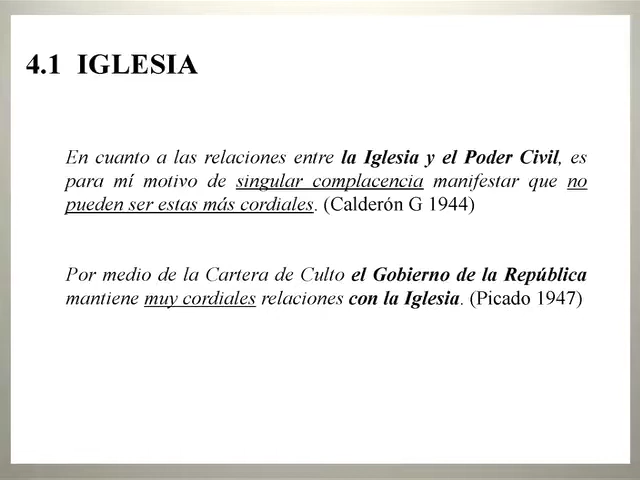 4.1 IGLESIA
En cuanto a las relaciones entre la Iglesia y el Poder Civil, es
para mí motivo de singular complacencia manifestar que no
pueden ser estas más cordiales. (Calderón G 1944)
Por medio de la Cartera de Culto el Gobierno de la República
mantiene muy cordiales relaciones con la Iglesia. (Picado 1947)